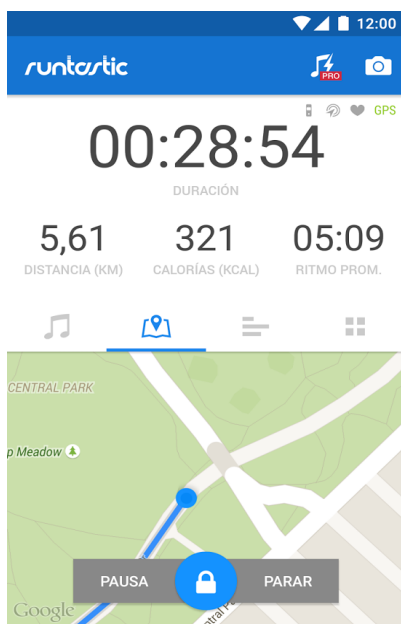 12:00
runtastic
PRO
GPS
00:28:54
DURACIÓN
5,61 321 05:09
DISTANCIA (KM) CALORÍAS (KCAL) RITMO PROM.
CENTRAL PARK
p Meadow
PAUSA PARAR
Google